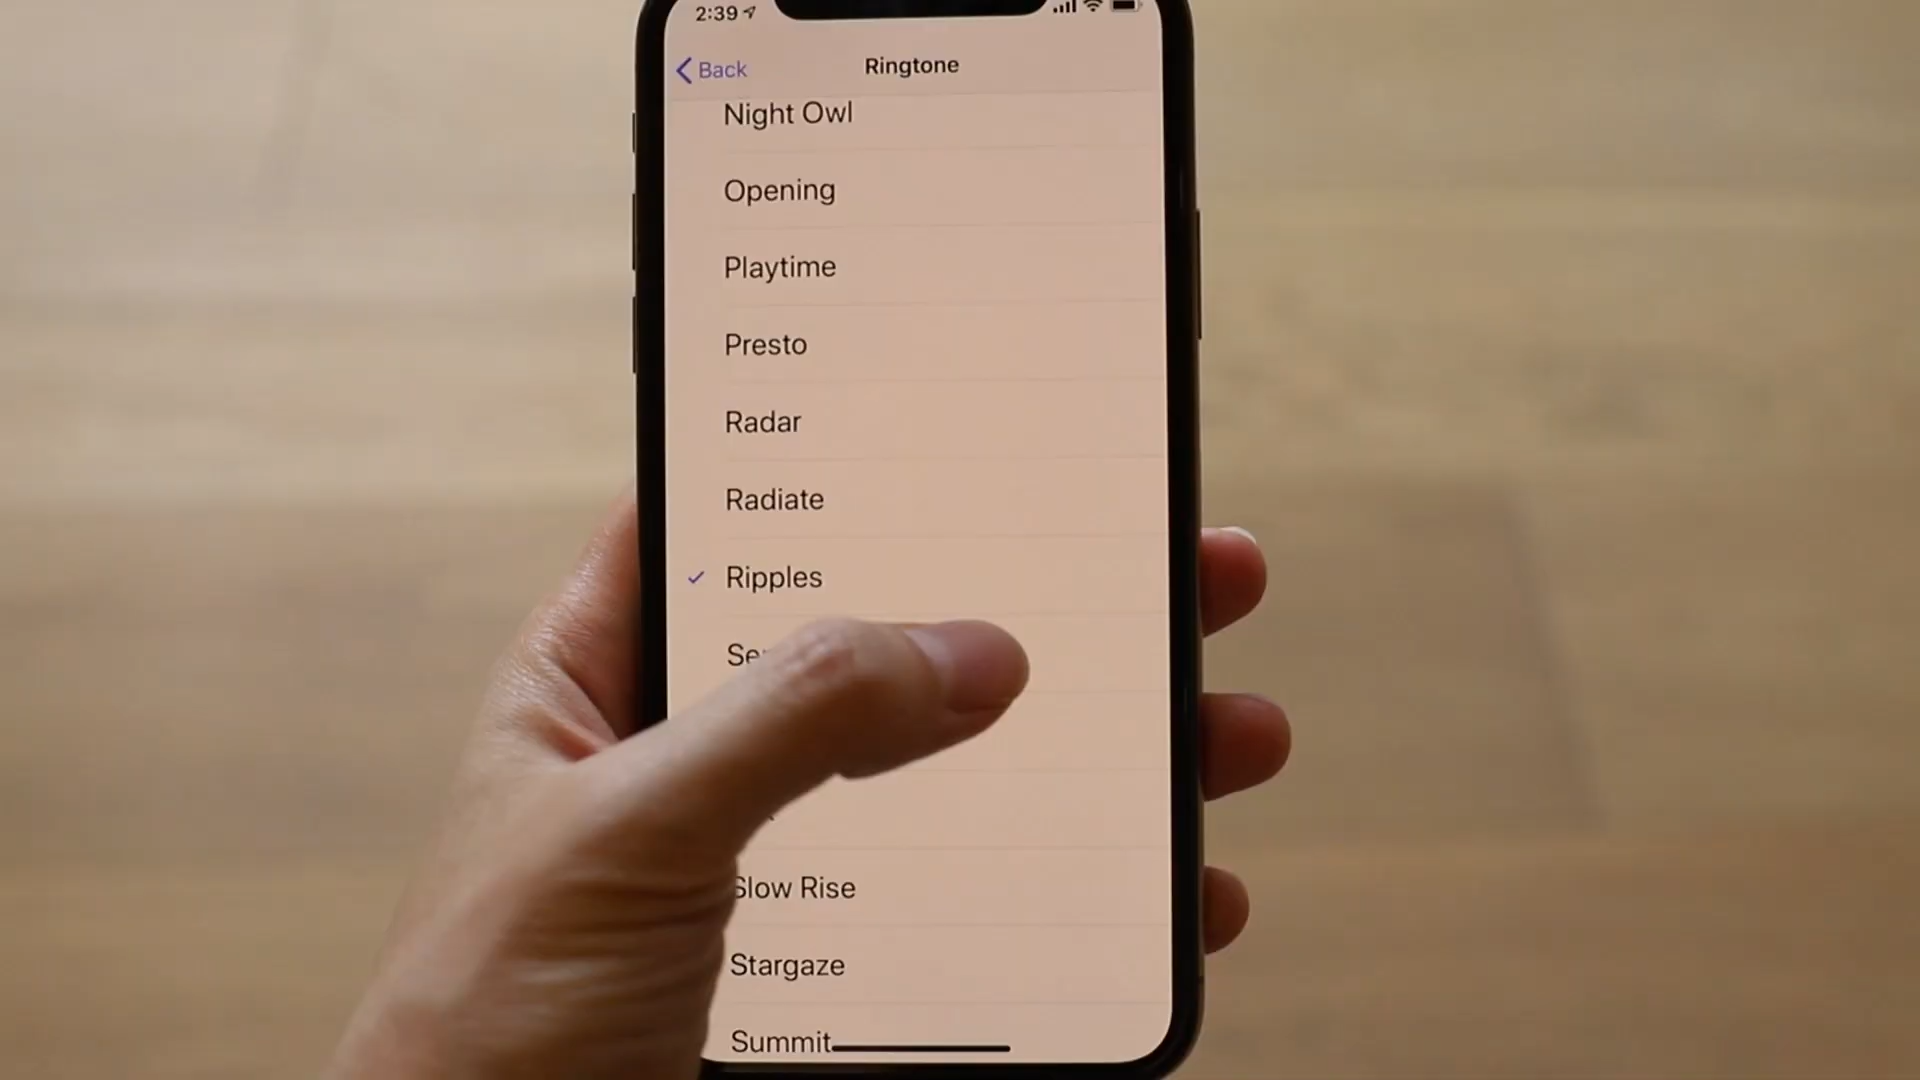 2:39
Back
Ringtone
Night Owl
Opening
Playtime
Presto
Radar
Radiate
Ripples
Slow Rise
Stargaze
Summit